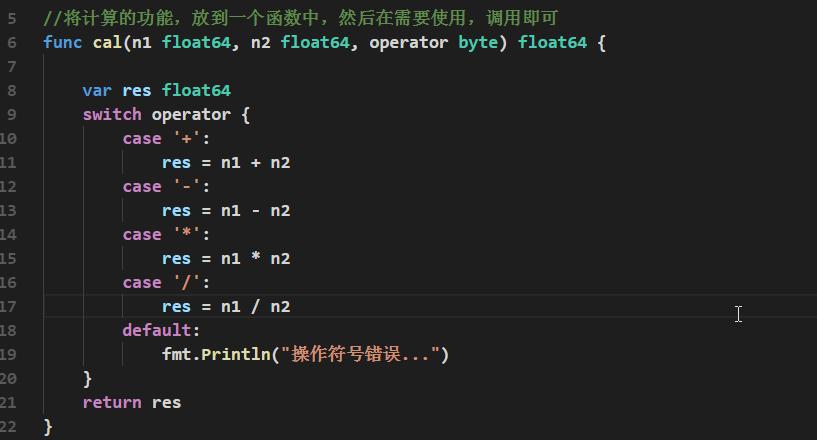 5 //将计算的功能，放到一个函数中，然后在需要使用，调用即可
6 func cal(n1 float64, n2 float64, operator byte) float64 {
7
8     var res float64
9     switch operator {
10         case '+':
11             res = n1 + n2
12         case '-':
13             res = n1 - n2
14         case '*':
15             res = n1 * n2
16         case '/':
17             res = n1 / n2
18         default:
19             fmt.Println("操作符号错误...")
20     }
21     return res
22 }